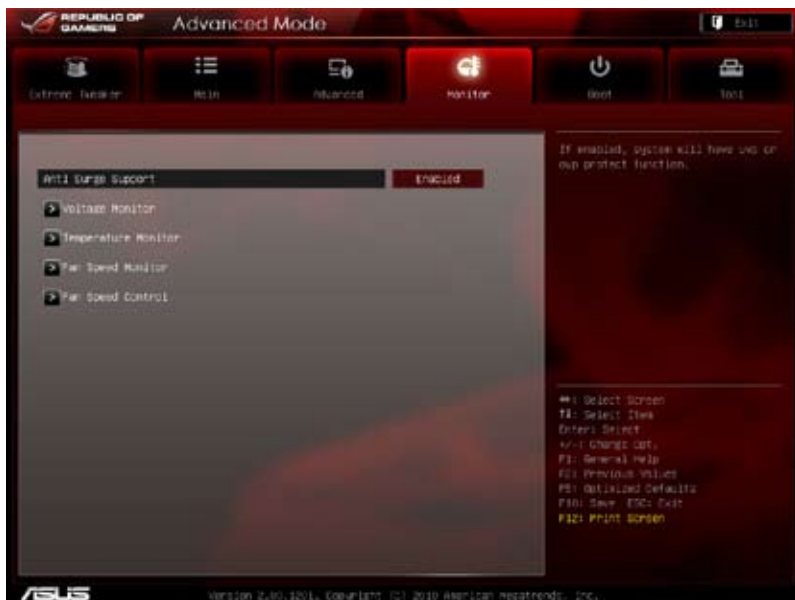 REPUBLIC OF GAMERS
Advanced Mode
Exit
Extreme Tweaker
Main
Advanced
Monitor
Boot
Tool
Anti Surge Support
Enabled
Voltage Monitor
Temperature Monitor
Fan Speed Monitor
Fan Speed Control
If enabled, system will have or
ovp protect function.
: Select Screen
: Select Item
Enter: Select
+/-: Change Opt.
F1: General Help
F2: Previous Values
F5: Optimized Defaults
F10: Save ESC: Exit
F12: Print Screen
ASUS
Version 2.00.1201. Copyright (C) 2010 American Megatrends, Inc.